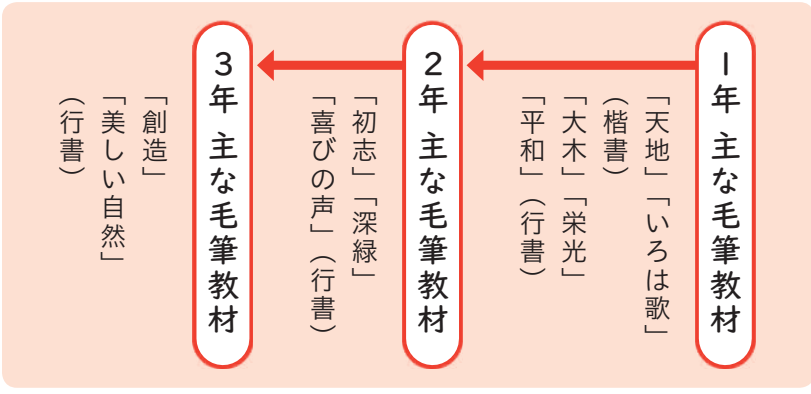 1年 主な毛筆教材
「天地」「いろは歌」
（楷書）
「大木」「栄光」
「平和」（行書）
2年 主な毛筆教材
「初志」「深緑」
「喜びの声」（行書）
3年 主な毛筆教材
「創造」
「美しい自然」
（行書）